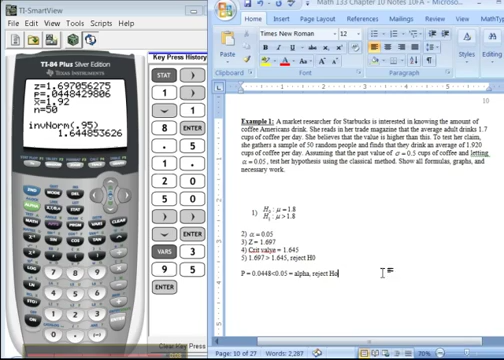 TI-SmartView
File Edit View Tools Scripts Help
TI-84 Plus Silver Edition
TEXAS INSTRUMENTS
z=1.697056275
p=.0448429806
x̄=1.92
n=50
invNorm(.95)
1.644853626
Key Press History
STAT
1 1
8 ENTER
. 5
1 .
2 0
5 0
VARS 3
9 5
ENTER
Clear Key Press
Math 133 Chapter 10 Notes 10FA - Microsof...
Home Insert Page Layout References Mailings Review View
Times New Roman 12
B I U
Paste
Clipboard Font Paragraph
Styles Editing
10
Example 1: A market researcher for Starbucks is interested in knowing the amount of
coffee Americans drink. She reads in her trade magazine that the average adult drinks 1.7
cups of coffee per day. She believes that the value is higher than this. To test her claim,
she gathers a sample of 50 random people and finds that they drink an average of 1.920
cups of coffee per day. Assuming that the past value of σ=0.5 cups of coffee and letting
α=0.05, test her hypothesis using the classical method. Show all formulas, graphs, and
necessary work.
1) H₀: μ=1.8
H₁: μ>1.8
2) α=0.05
3) Z = 1.697
4) Crit valye = 1.645
5) 1.697 > 1.645, reject H0
P = 0.0448<0.05 = alpha, reject Ho
Page: 10 of 27 Words: 2,287 70%